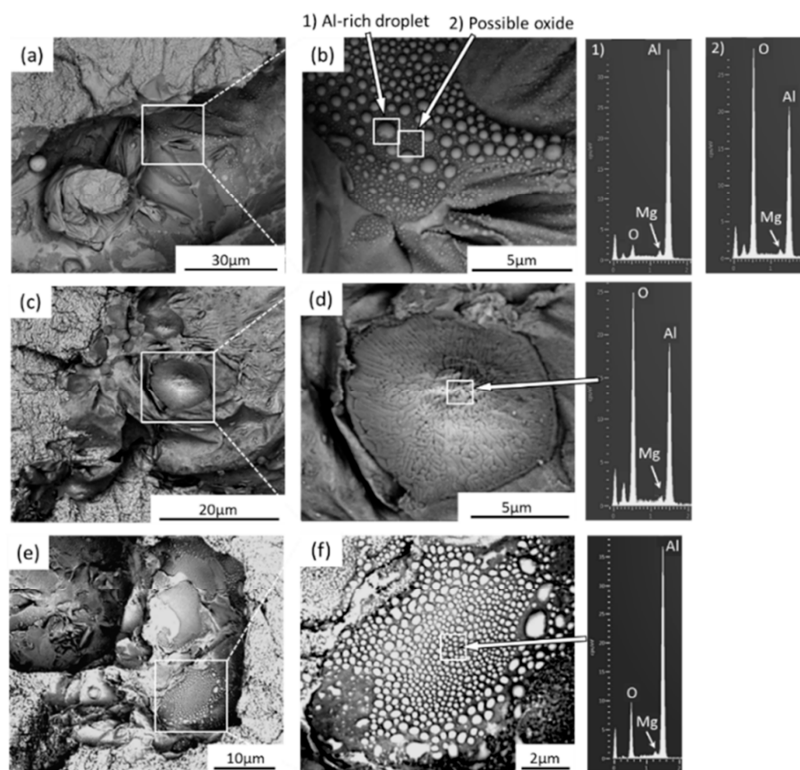 1) Al-rich droplet
2) Possible oxide
(a)
30μm
(b)
5μm
1)
Al
Mg
O
2)
O
Al
Mg
(c)
20μm
(d)
5μm
O
Al
Mg
(e)
10μm
(f)
2μm
Al
O
Mg